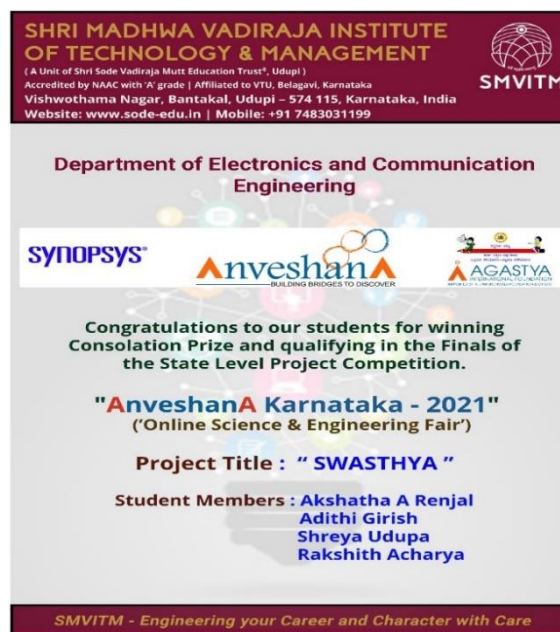 SHRI MADHWA VADIRAJA INSTITUTE
OF TECHNOLOGY & MANAGEMENT
( A Unit of Shri Sode Vadiraja Mutt Education Trust®, Udupi )
Accredited by NAAC with 'A' grade | Affiliated to VTU, Belagavi, Karnataka
Vishwothama Nagar, Bantakal, Udupi – 574 115, Karnataka, India
Website: www.sode-edu.in | Mobile: +91 7483031199
SMVITM
Department of Electronics and Communication
Engineering
SYNOPSYS®
AnveshanA
BUILDING BRIDGES TO DISCOVER
AGASTYA
INTERNATIONAL FOUNDATION
Congratulations to our students for winning
Consolation Prize and qualifying in the Finals of
the State Level Project Competition.
"AnveshanA Karnataka - 2021"
('Online Science & Engineering Fair')
Project Title : “ SWASTHYA ”
Student Members : Akshatha A Renjal
Adithi Girish
Shreya Udupa
Rakshith Acharya
SMVITM - Engineering your Career and Character with Care